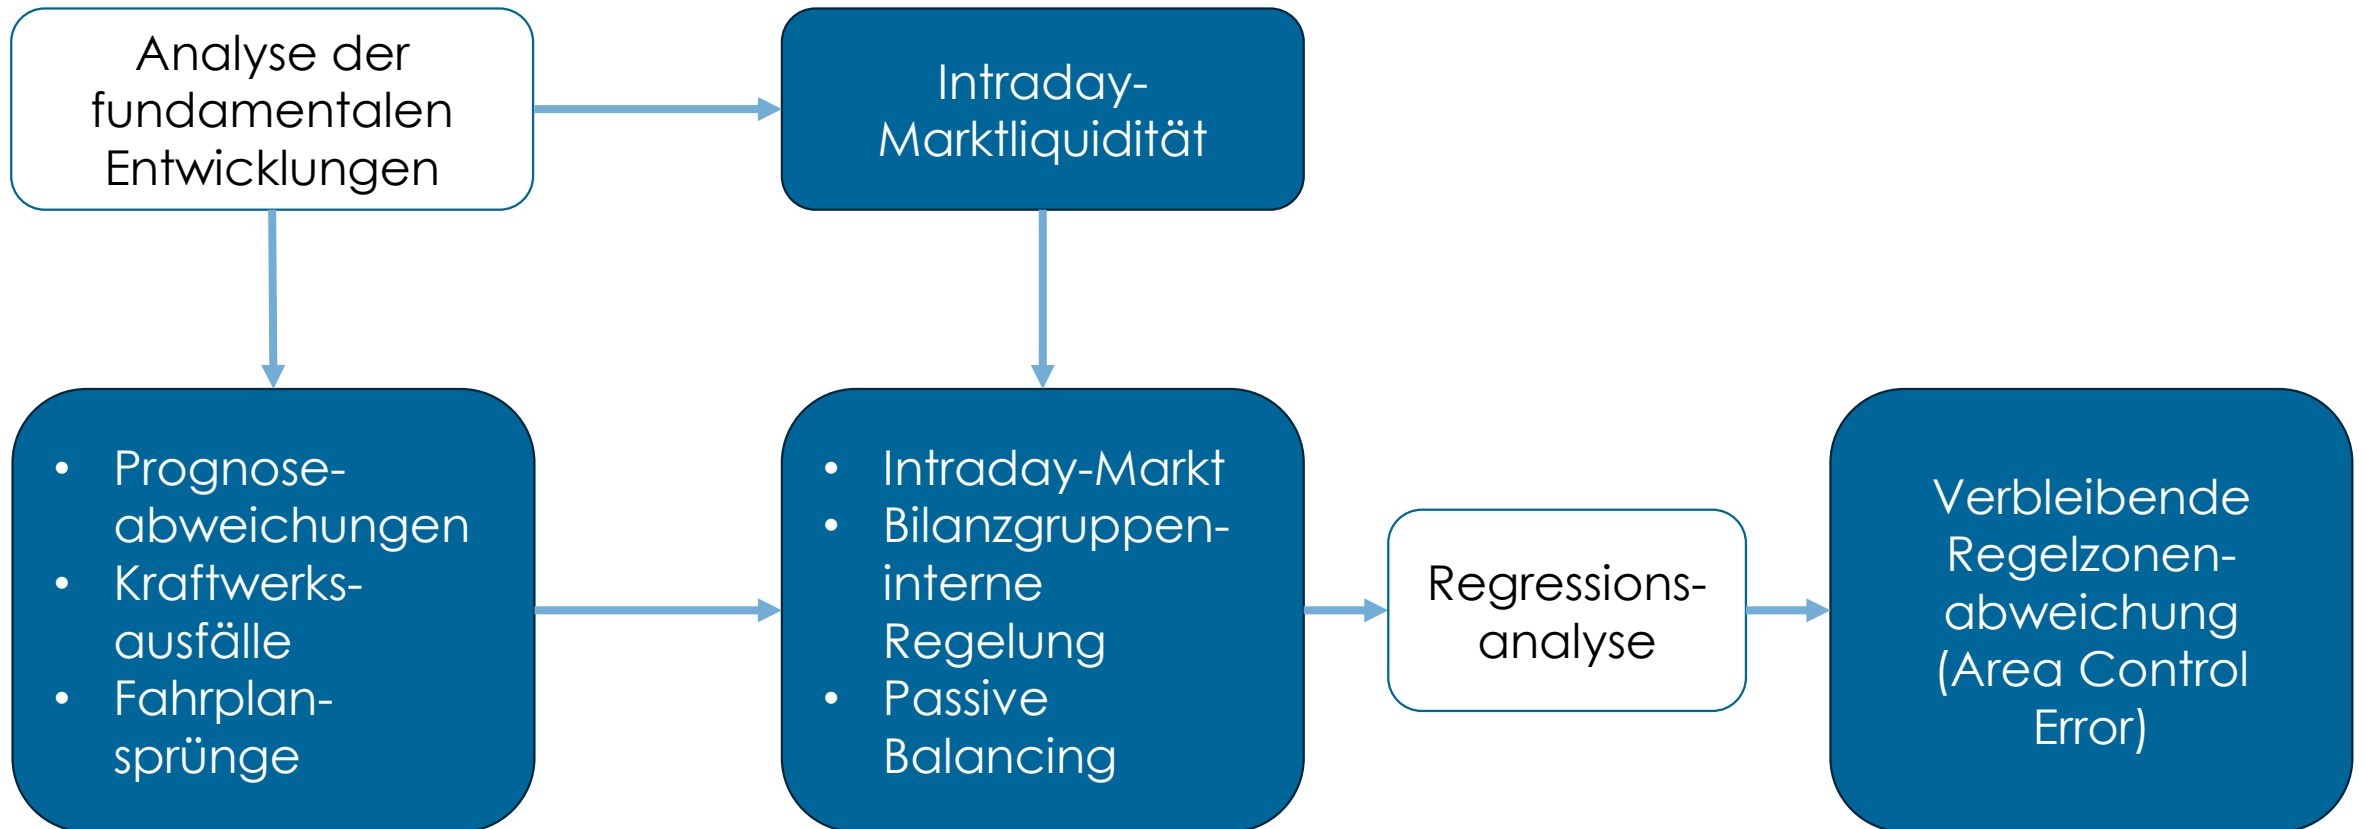 Analyse der
fundamentalen
Entwicklungen
Intraday-
Marktliquidität
• Prognose-
abweichungen
• Kraftwerks-
ausfälle
• Fahrplan-
sprünge
• Intraday-Markt
• Bilanzgruppen-
interne
Regelung
• Passive
Balancing
Regressions-
analyse
Verbleibende
Regelzonen-
abweichung
(Area Control
Error)